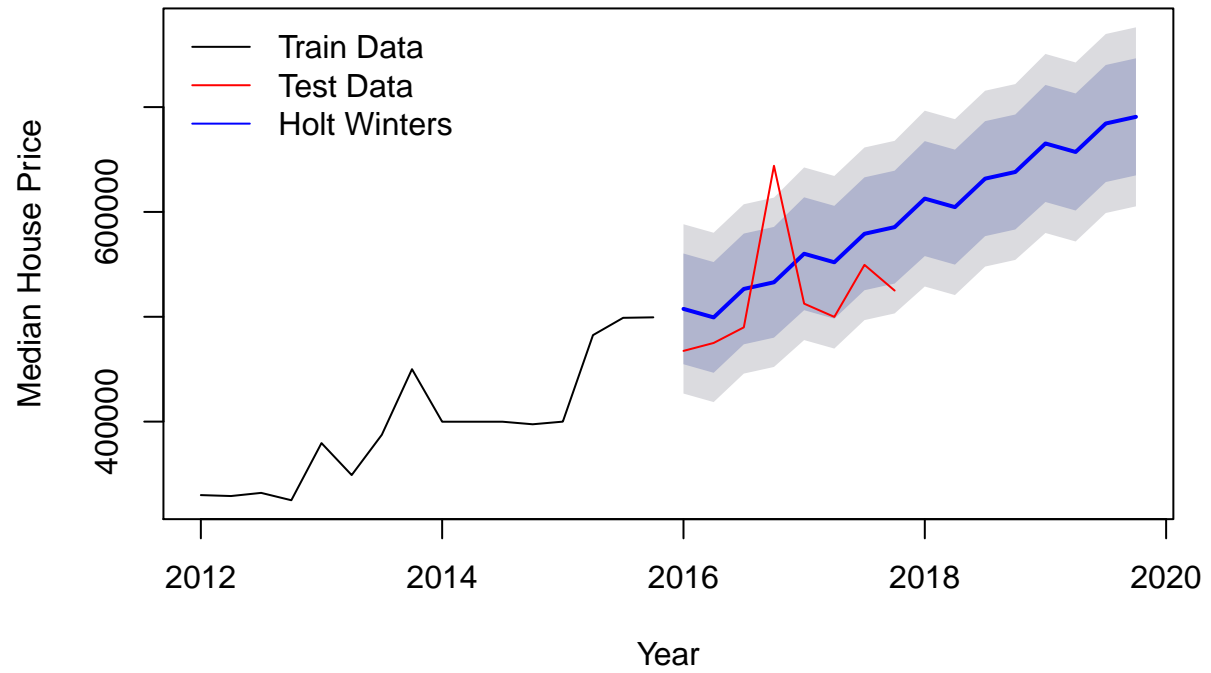 Train Data
Test Data
Holt Winters
Median House Price
600000
400000
2012 2014 2016 2018 2020
Year